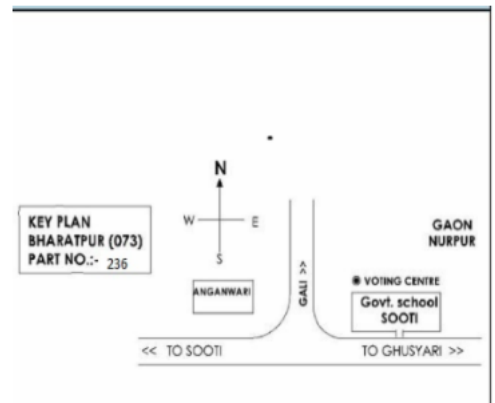 N
W E
S
KEY PLAN
BHARATPUR (073)
PART NO.:- 236
GAON
NURPUR
ANGANWARI
GALI >>
VOTING CENTRE
Govt. school
SOOTI
<< TO SOOTI
TO GHUSYARI >>